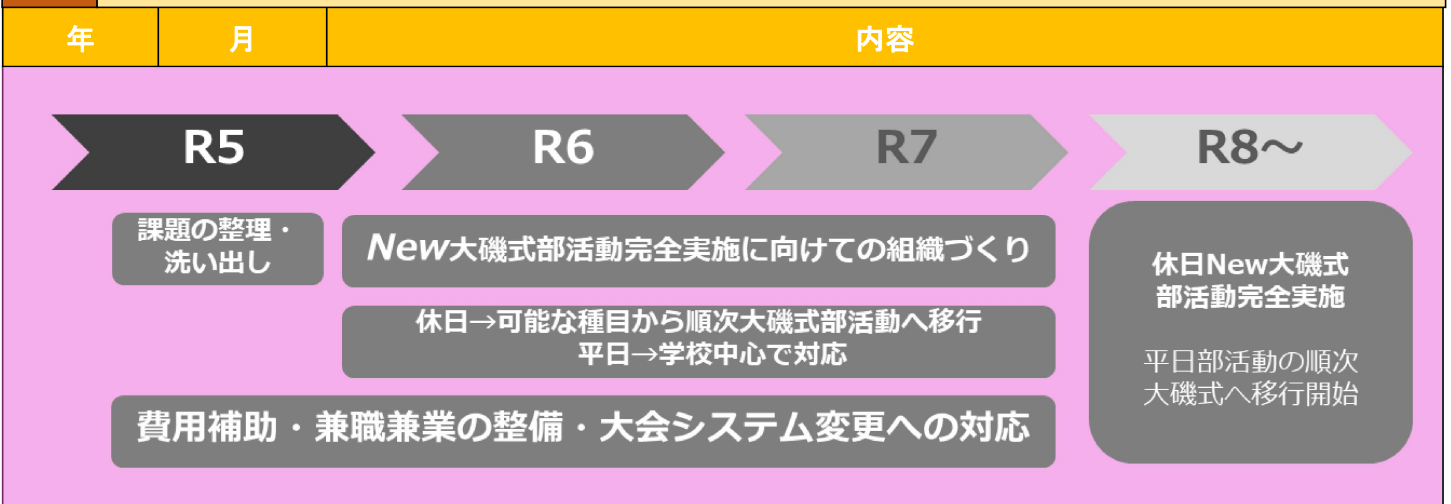 年 月 内容
R5 R6 R7 R8～
課題の整理・
洗い出し
New大磯式部活動完全実施に向けての組織づくり
休日→可能な種目から順次大磯式部活動へ移行
平日→学校中心で対応
費用補助・兼職兼業の整備・大会システム変更への対応
休日New大磯式
部活動完全実施
平日部活動の順次
大磯式へ移行開始